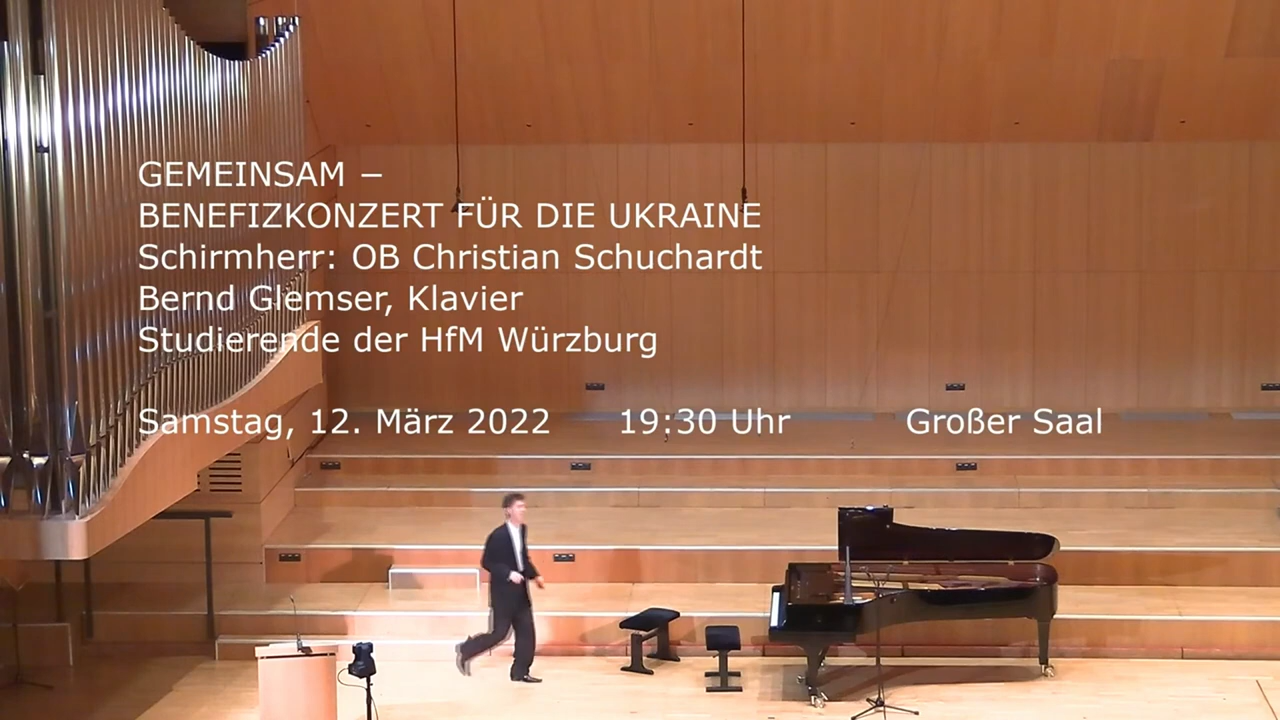 GEMEINSAM –
BENEFIZKONZERT FÜR DIE UKRAINE
Schirmherr: OB Christian Schuchardt
Bernd Glemser, Klavier
Studierende der HfM Würzburg
Samstag, 12. März 2022 19:30 Uhr Großer Saal